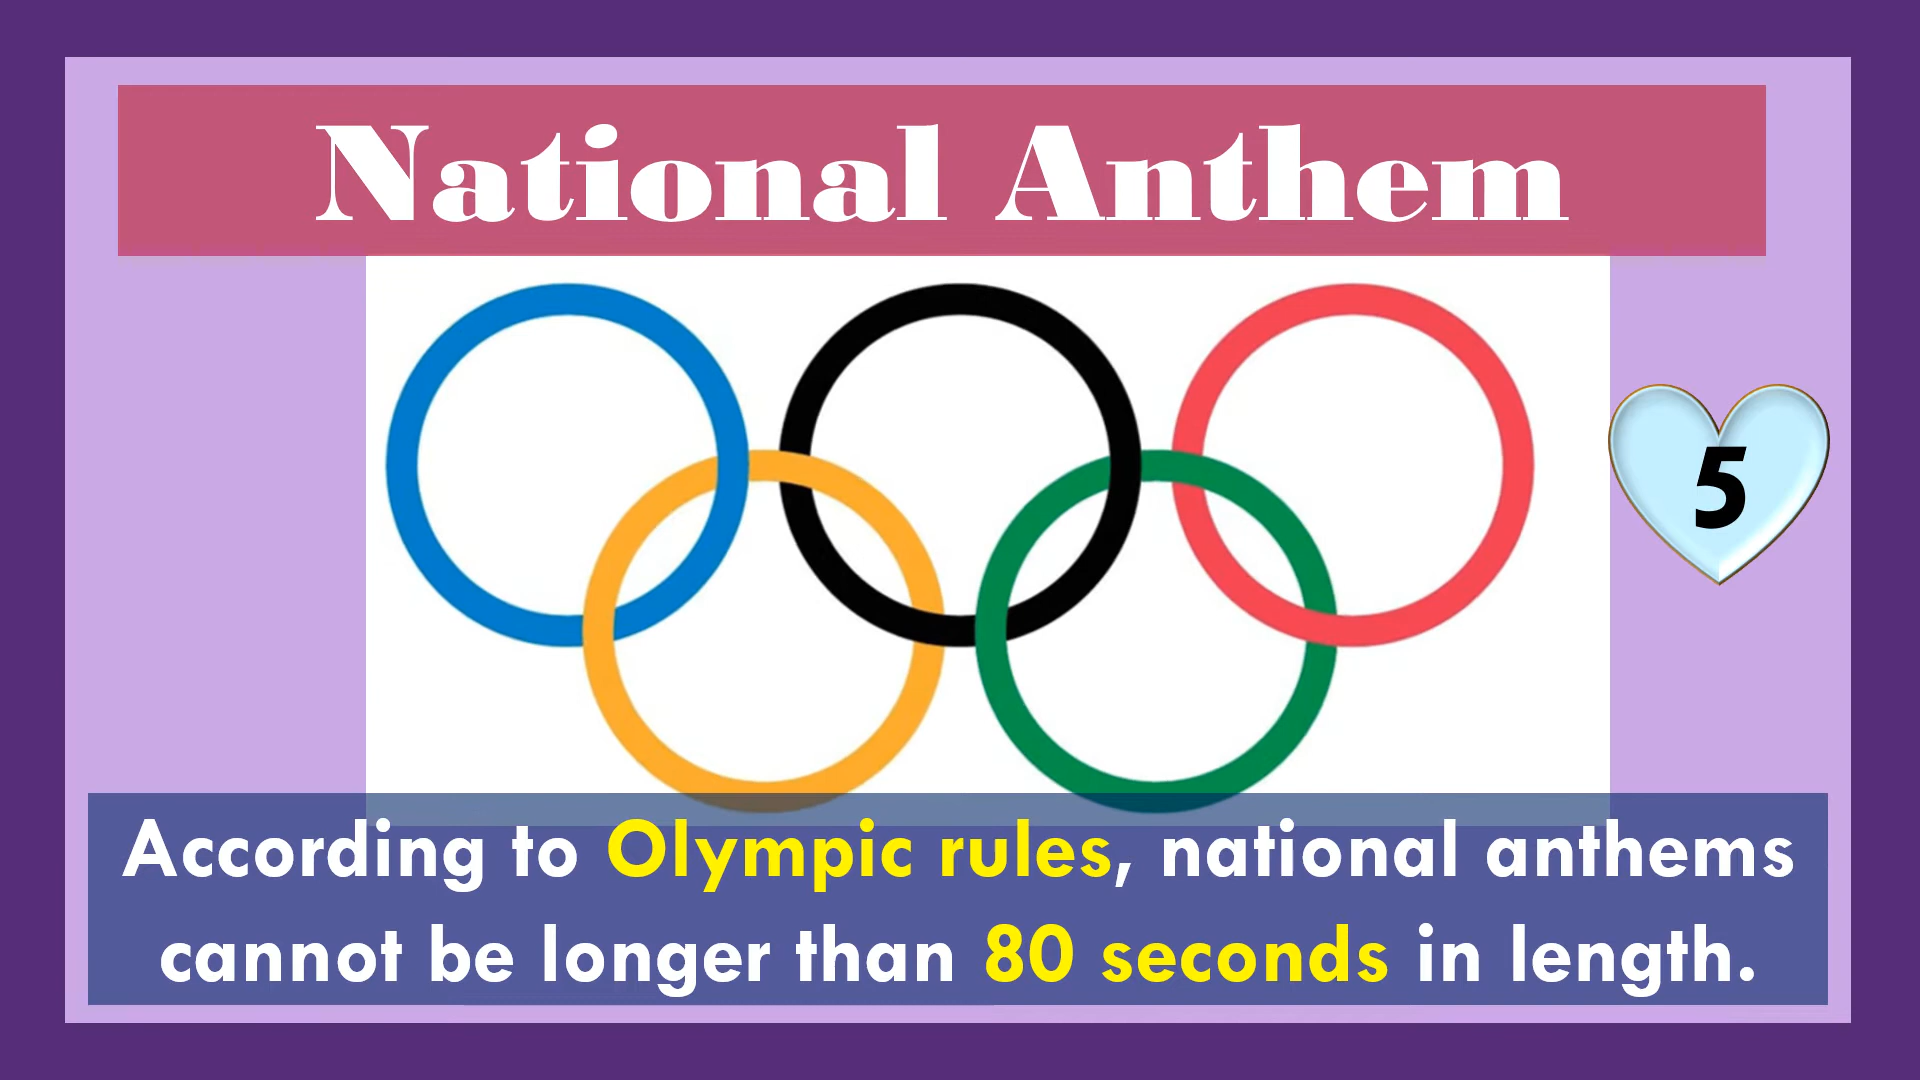 National Anthem
5
According to Olympic rules, national anthems
cannot be longer than 80 seconds in length.